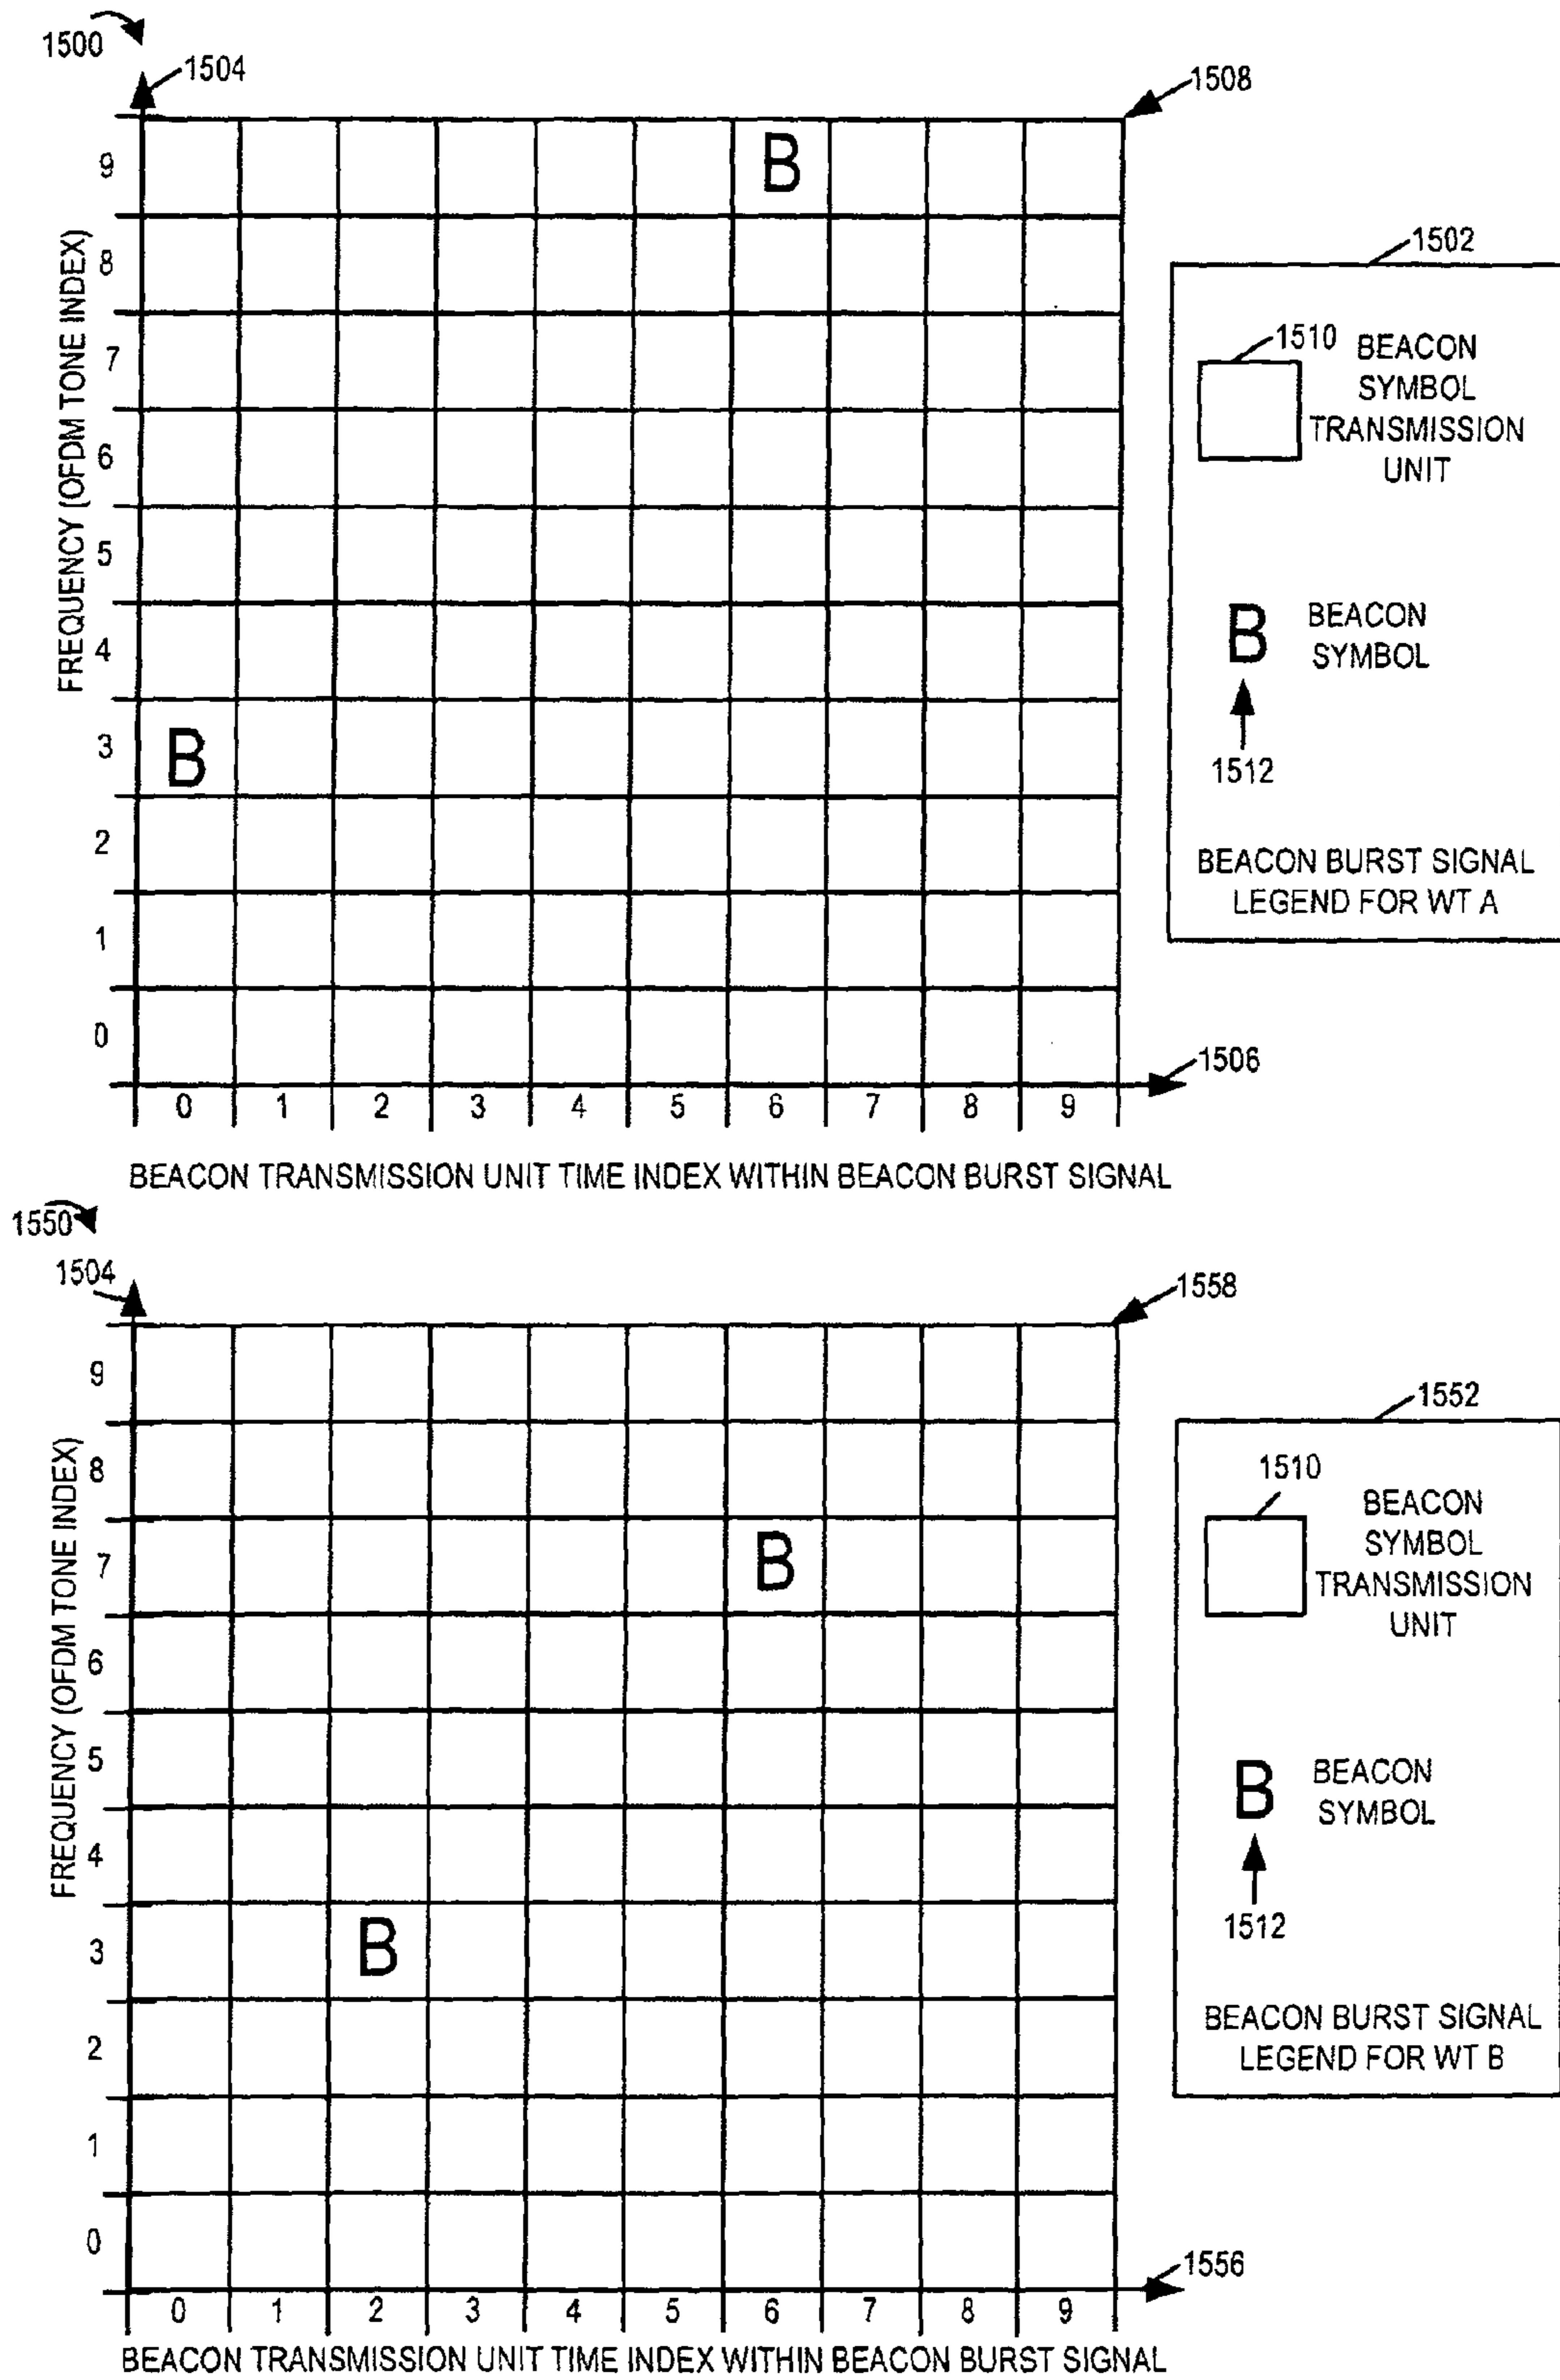 1500
1504
1508
9
B
8
1502
7
1510
BEACON
SYMBOL
TRANSMISSION
UNIT
6
5
FREQUENCY (OFDM TONE INDEX)
4
B
BEACON
SYMBOL
3
B
1512
2
BEACON BURST SIGNAL
LEGEND FOR WT A
1
0
1506
0 1 2 3 4 5 6 7 8 9
BEACON TRANSMISSION UNIT TIME INDEX WITHIN BEACON BURST SIGNAL
1550
1504
1558
9
1552
8
1510
BEACON
SYMBOL
TRANSMISSION
UNIT
7
B
6
5
FREQUENCY (OFDM TONE INDEX)
B
BEACON
SYMBOL
4
1512
3
B
2
BEACON BURST SIGNAL
LEGEND FOR WT B
1
0
1556
0 1 2 3 4 5 6 7 8 9
BEACON TRANSMISSION UNIT TIME INDEX WITHIN BEACON BURST SIGNAL